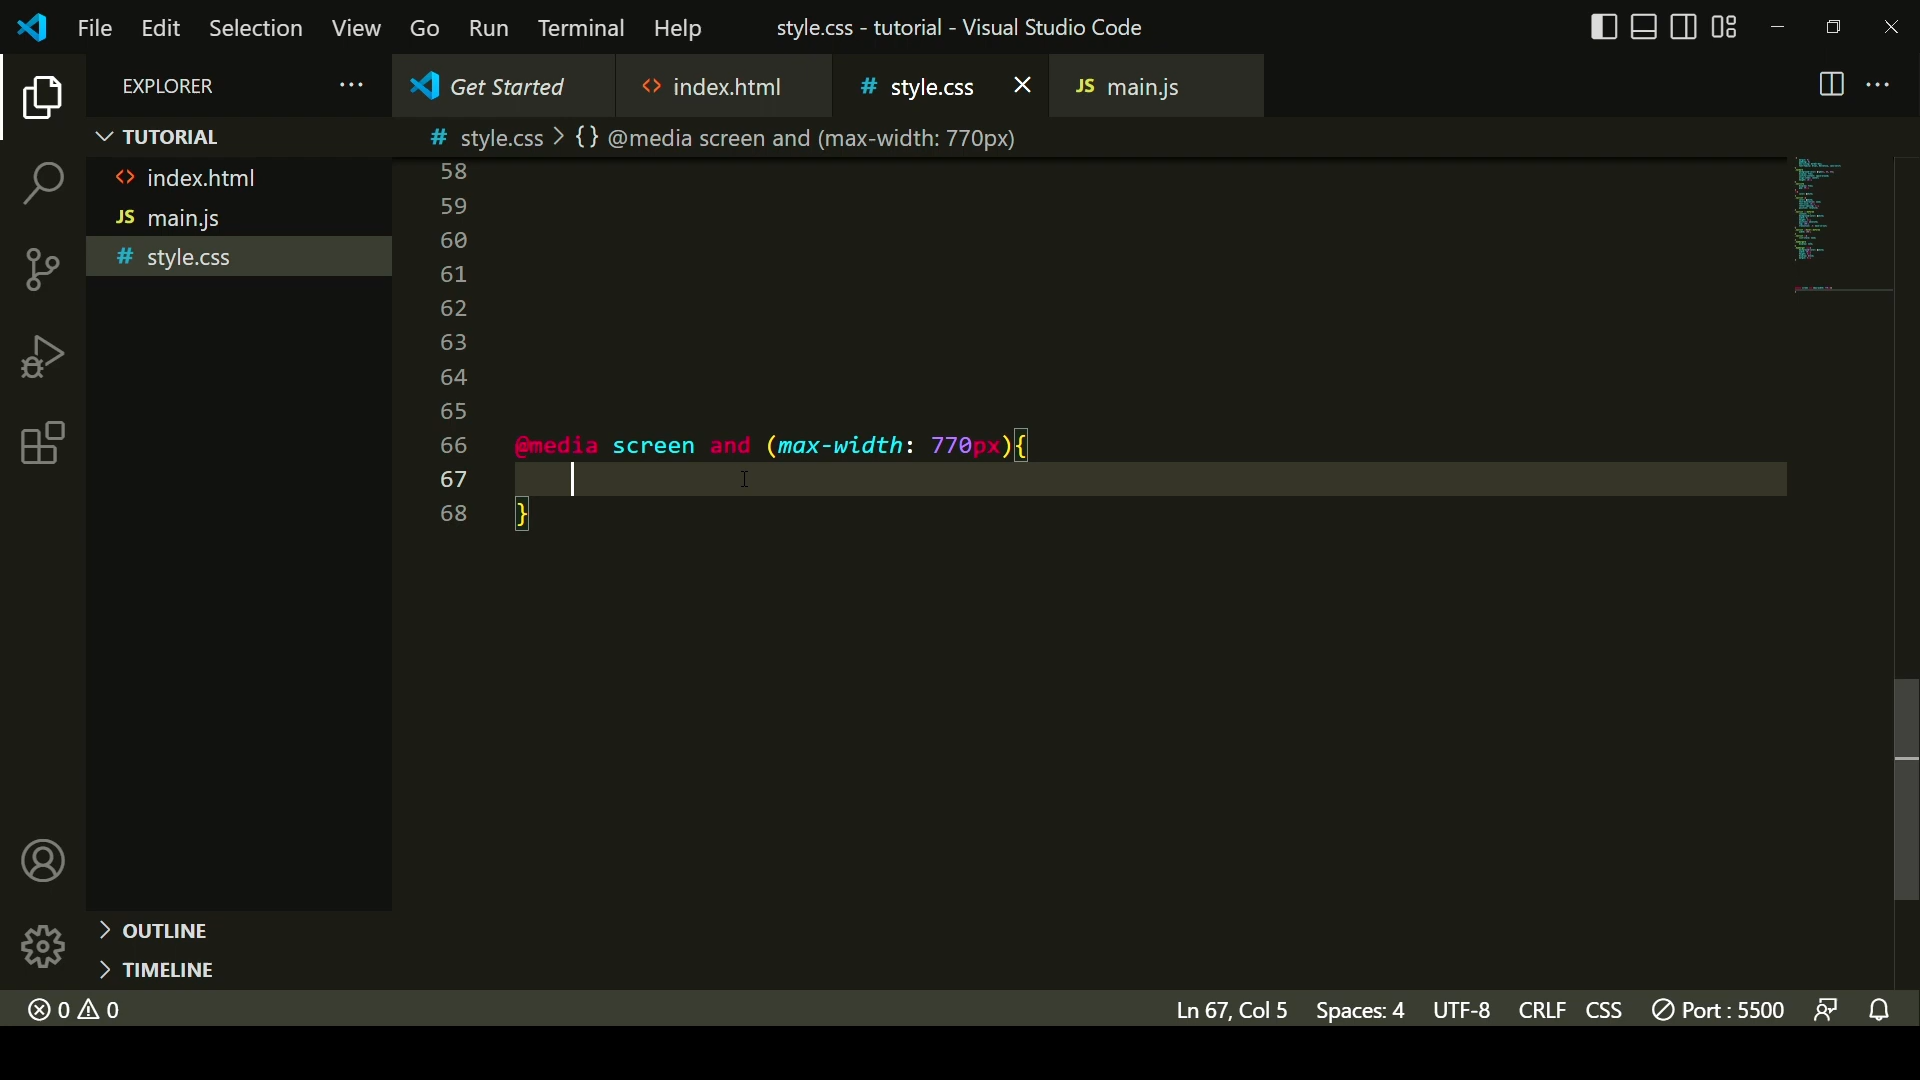 File Edit Selection View Go Run Terminal Help style.css - tutorial - Visual Studio Code
EXPLORER
Get Started
<> index.html
# style.css
JS main.js
TUTORIAL
# style.css > {} @media screen and (max-width: 770px)
<> index.html
JS main.js
# style.css
58
59
60
61
62
63
64
65
66 @media screen and (max-width: 770px){
67
68 }
OUTLINE
TIMELINE
0 0 Ln 67, Col 5 Spaces: 4 UTF-8 CRLF CSS Port : 5500